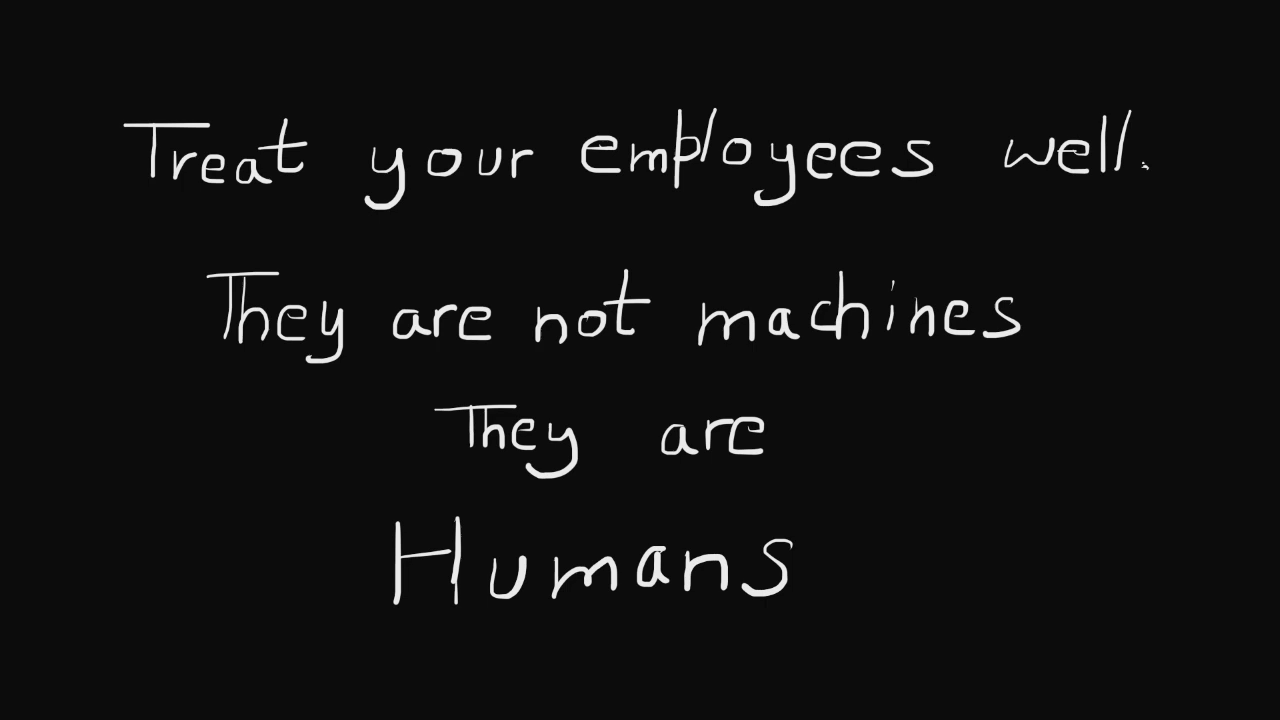 Treat your employees well.
They are not machines
They are
Humans